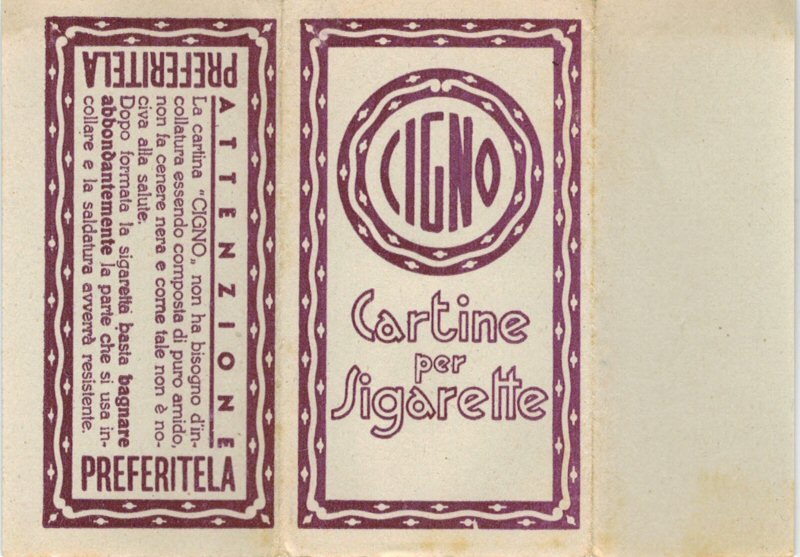 PREFERITELA
ATTENZIONE
La cartina "CIGNO„ non ha bisogno d'in-
collatura essendo composta di puro amido,
non fa cenere nera e come tale non è no-
civa alla salute.
Dopo formata la sigaretta basta bagnare
abbondantemente la parte che si usa in-
collare e la saldatura avverrà resistente.
PREFERITELA
CIGNO
Cartine
per
Sigarette